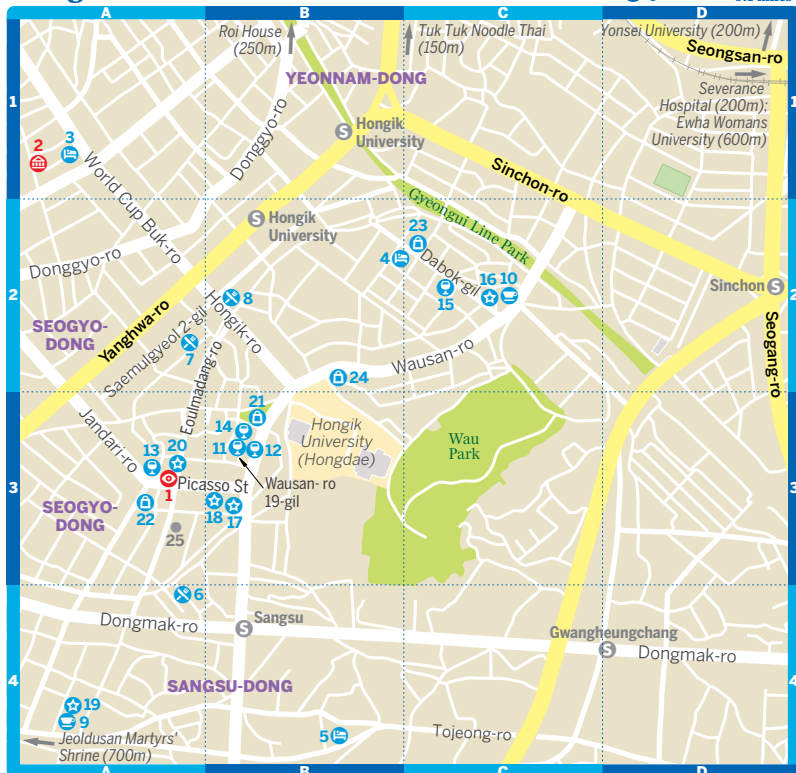 A
B
C
D
Roi House
(250m)
Tuk Tuk Noodle Thai
(150m)
Yonsei University (200m)
Seongsan-ro
YEONNAM-DONG
Severance
Hospital (200m);
Ewha Womans
University (600m)
1
1
2
3
Donggyo-ro
S
Hongik
University
World Cup Buk-ro
Sinchon-ro
Gyeongui Line Park
S
Hongik
University
23
4
Dabok-gil
16
10
15
Donggyo-ro
2
2
Sinchon
S
8
Hongik-ro
SEOGYO-
DONG
Yanghwa-ro
Saemulgyeol 2-gil
7
Eoulmadang-ro
Wausan-ro
Seogang-ro
24
21
14
11
12
Hongik
University
(Hongdae)
Wau
Park
Jandari-ro
13
20
1
Picasso St
Wausan- ro
19-gil
3
3
SEOGYO-
DONG
22
18
17
25
6
Dongmak-ro
Sangsu
S
Gwangheungchang
S
Dongmak-ro
4
4
SANGSU-DONG
19
9
5
Tojeong-ro
Jeoldusan Martyrs'
Shrine (700m)
A
B
C
D